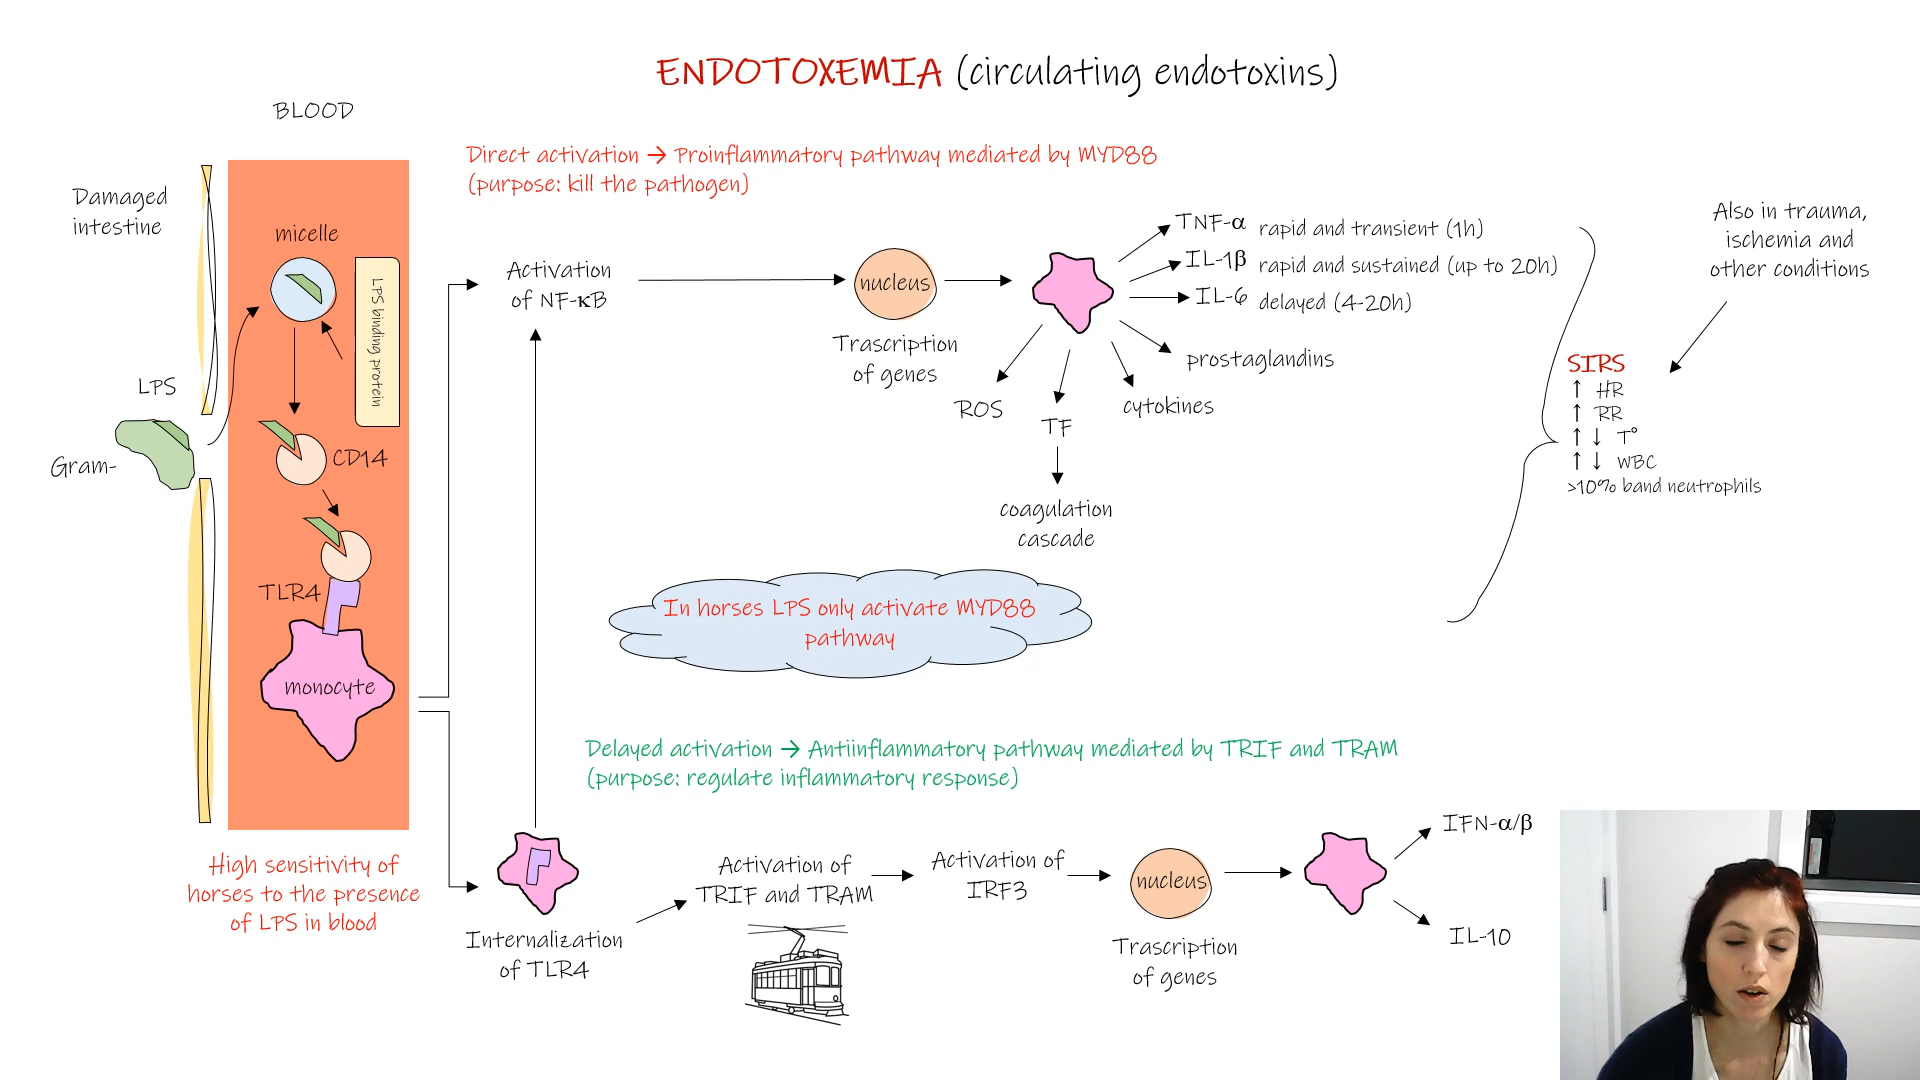 ENDOTOXEMIA (circulating endotoxins)
BLOOD
Direct activation → Proinflammatory pathway mediated by MYD88
(purpose: kill the pathogen)
Damaged
intestine
micelle
LPS binding protein
LPS
Gram-
CD14
TLR4
monocyte
High sensitivity of
horses to the presence
of LPS in blood
Activation
of NF-κB
nucleus
Trascription
of genes
TNF-α rapid and transient (1h)
IL-1β rapid and sustained (up to 20h)
IL-6 delayed (4-20h)
prostaglandins
cytokines
TF
ROS
coagulation
cascade
Also in trauma,
ischemia and
other conditions
SIRS
↑ HR
↑ RR
↑ ↓ T°
↑ ↓ WBC
>10% band neutrophils
In horses LPS only activate MYD88
pathway
Delayed activation → Antiinflammatory pathway mediated by TRIF and TRAM
(purpose: regulate inflammatory response)
Internalization
of TLR4
Activation of
TRIF and TRAM
Activation of
IRF3
nucleus
Trascription
of genes
IFN-α/β
IL-10